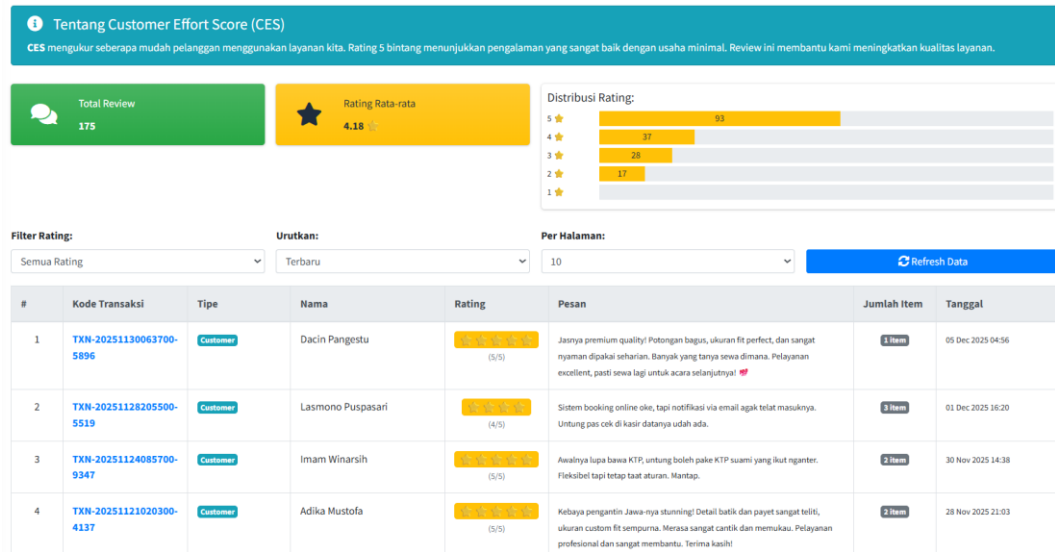 Tentang Customer Effort Score (CES)
CES mengukur seberapa mudah pelanggan menggunakan layanan kita. Rating 5 bintang menunjukkan pengalaman yang sangat baik dengan usaha minimal. Review ini membantu kami meningkatkan kualitas layanan.
Total Review
175
Rating Rata-rata
4.18
Distribusi Rating:
5 93
4 37
3 28
2 17
1
Filter Rating: Urutkan: Per Halaman:
Semua Rating Terbaru 10 Refresh Data
# Kode Transaksi Tipe Nama Rating Pesan Jumlah Item Tanggal
1 TXN-20251130063700- Customer Dacin Pangestu Jasnya premium quality! Potongan bagus, ukuran fit perfect, dan sangat 1 item 05 Dec 2025 04:56
5896 (5/5) nyaman dipakai seharian. Banyak yang tanya sewa dimana. Pelayanan
excellent, pasti sewa lagi untuk acara selanjutnya!
2 TXN-20251128205500- Customer Lasmono Puspasari Sistem booking online oke, tapi notifikasi via email agak telat masuknya. 3 item 01 Dec 2025 16:20
5519 (4/5) Untung pas cek di kasir datanya udah ada.
3 TXN-20251124085700- Customer Imam Winarsih Awalnya lupa bawa KTP, untung boleh pake KTP suami yang ikut nganter. 2 item 30 Nov 2025 14:38
9347 (5/5) Fleksibel tapi tetap taat aturan. Mantap.
4 TXN-20251121020300- Customer Adika Mustofa Kebaya pengantin Jawa-nya stunning! Detail batik dan payet sangat teliti, 2 item 28 Nov 2025 21:03
4137 (5/5) ukuran custom fit sempurna. Merasa sangat cantik dan memukau. Pelayanan
profesional dan sangat membantu. Terima kasih!